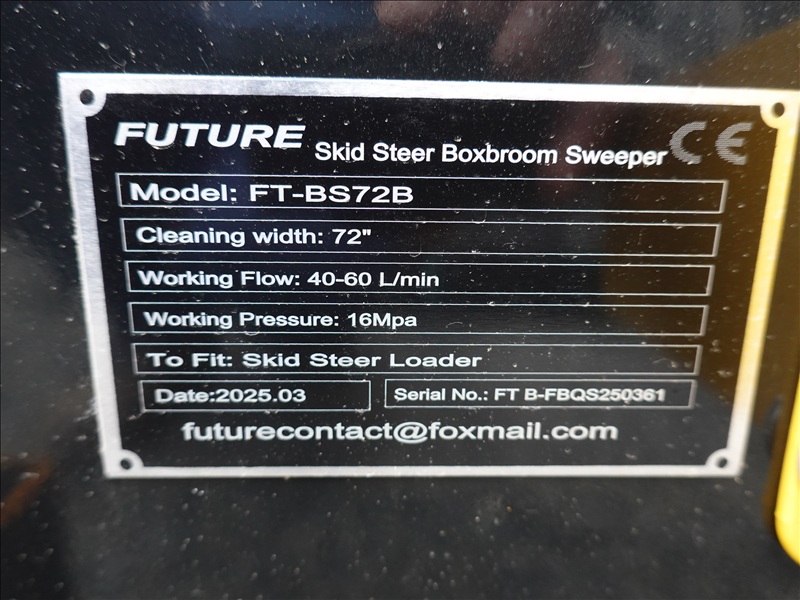 FUTURE Skid Steer Boxbroom Sweeper CE
Model: FT-BS72B
Cleaning width: 72"
Working Flow: 40-60 L/min
Working Pressure: 16Mpa
To Fit: Skid Steer Loader
Date:2025.03 Serial No.: FT B-FBQS250361
futurecontact@foxmail.com